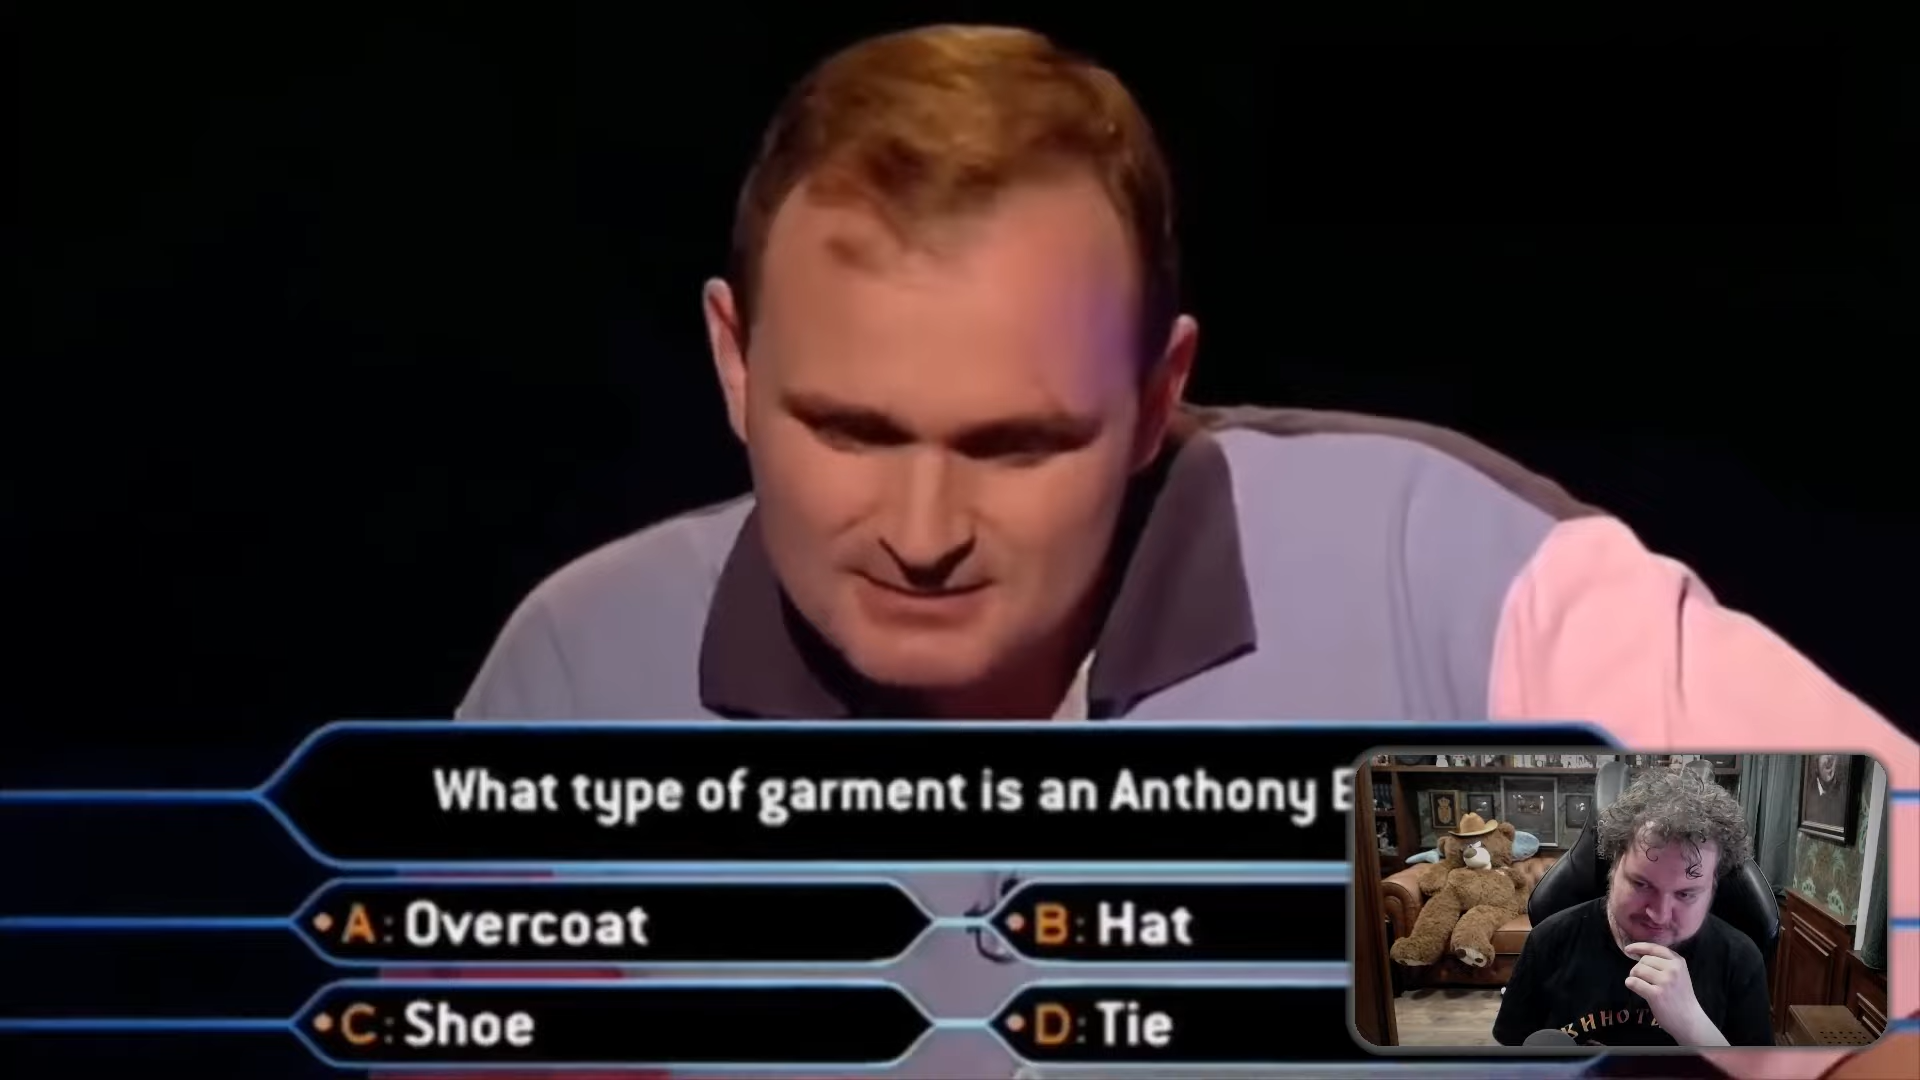 What type of garment is an Anthony E
A: Overcoat
B: Hat
C: Shoe
D: Tie